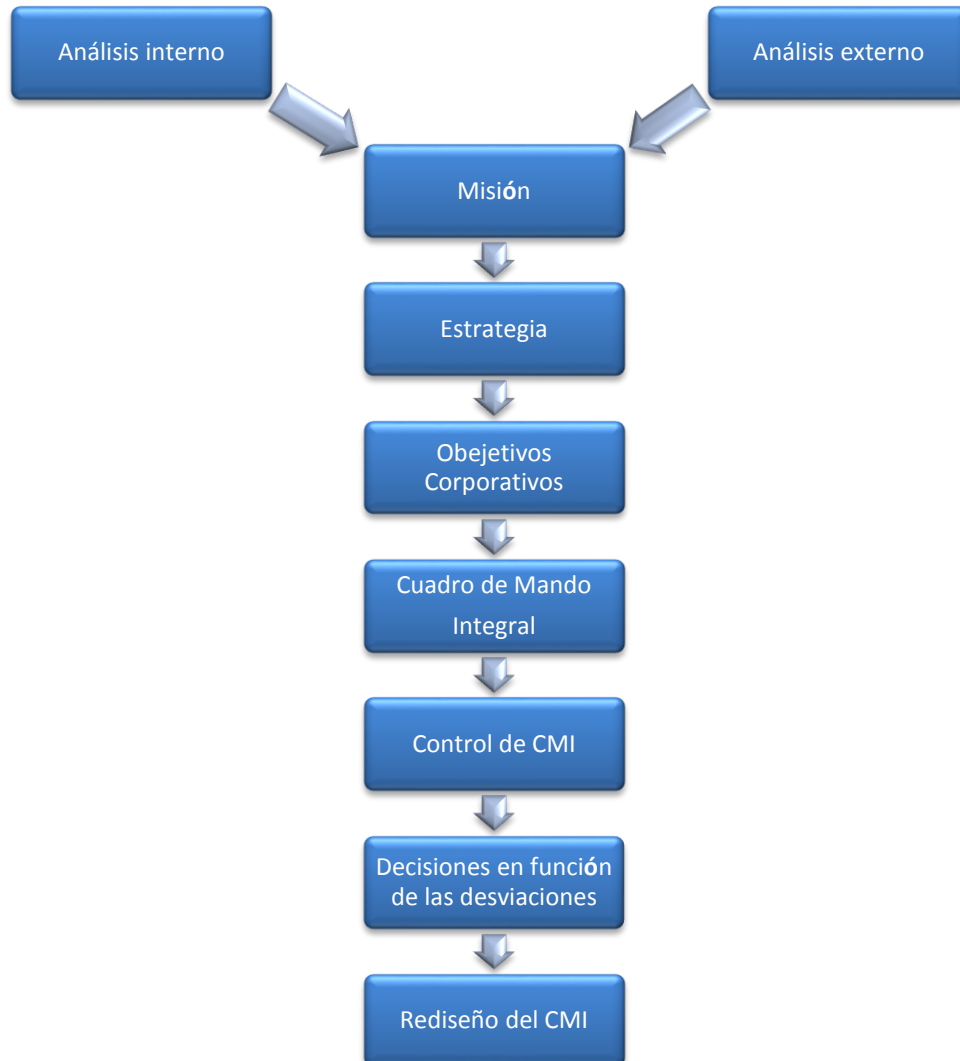 Análisis interno
Análisis externo
Misión
Estrategia
Obejetivos
Corporativos
Cuadro de Mando
Integral
Control de CMI
Decisiones en función
de las desviaciones
Rediseño del CMI